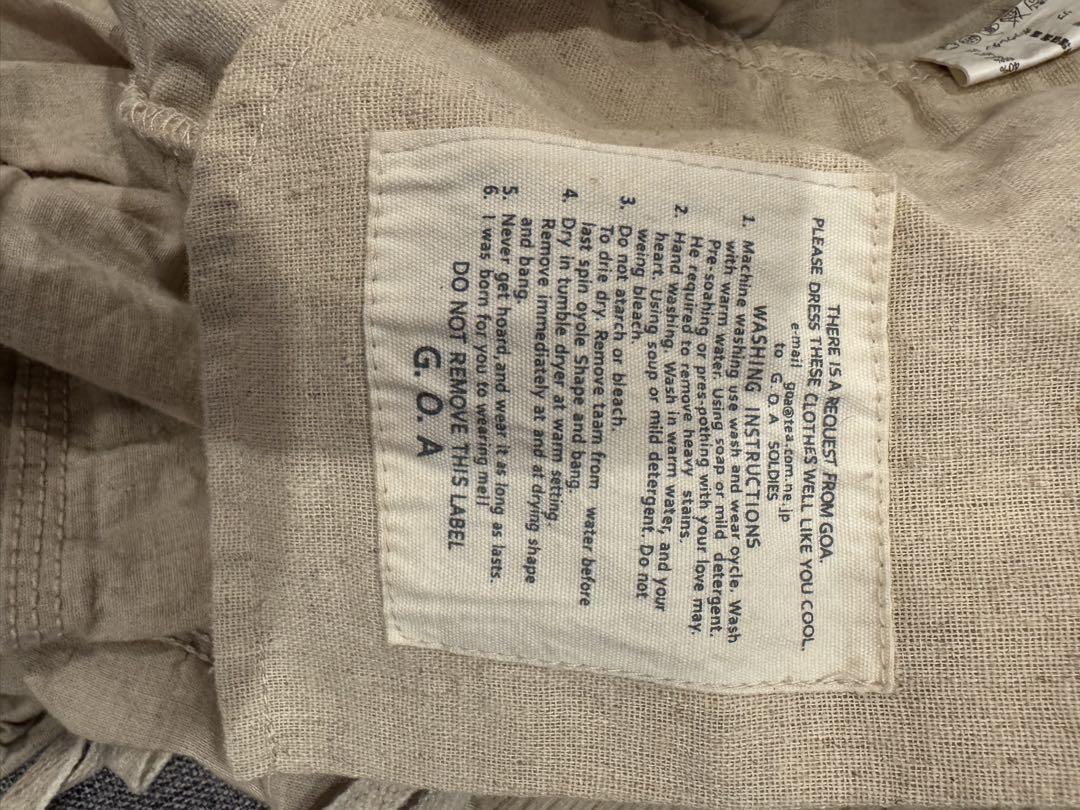 THERE IS A REQUEST FROM GOA.
PLEASE DRESS THESE CLOTHES WELL LIKE YOU COOL.
e-mail goa@tea.tom.ne.jp
to G. O. A SOLDIES
WASHING INSTRUCTIONS
1. Machine washing use wash and wear oycle. Wash
with warm water. Using soap or mild detergent.
Pre-soahing or pres-pothing with your love may.
He required to remove heavy stains.
2. Hand washing. Wash in warm water, and your
heart. Using soup or mild detergent. Do not
weing bleach
3. Do not atarch or bleach.
To drie dry. Remove taam from water before
last spin oyole Shape and bang.
4. Dry in tumble dryer at warm setting.
Remove immediately at and at drying shape
and bang.
5. Never get hoard,and wear it as long as lasts.
6. I was born for you to wearing me!!
DO NOT REMOVE THIS LABEL
G. O. A
40%